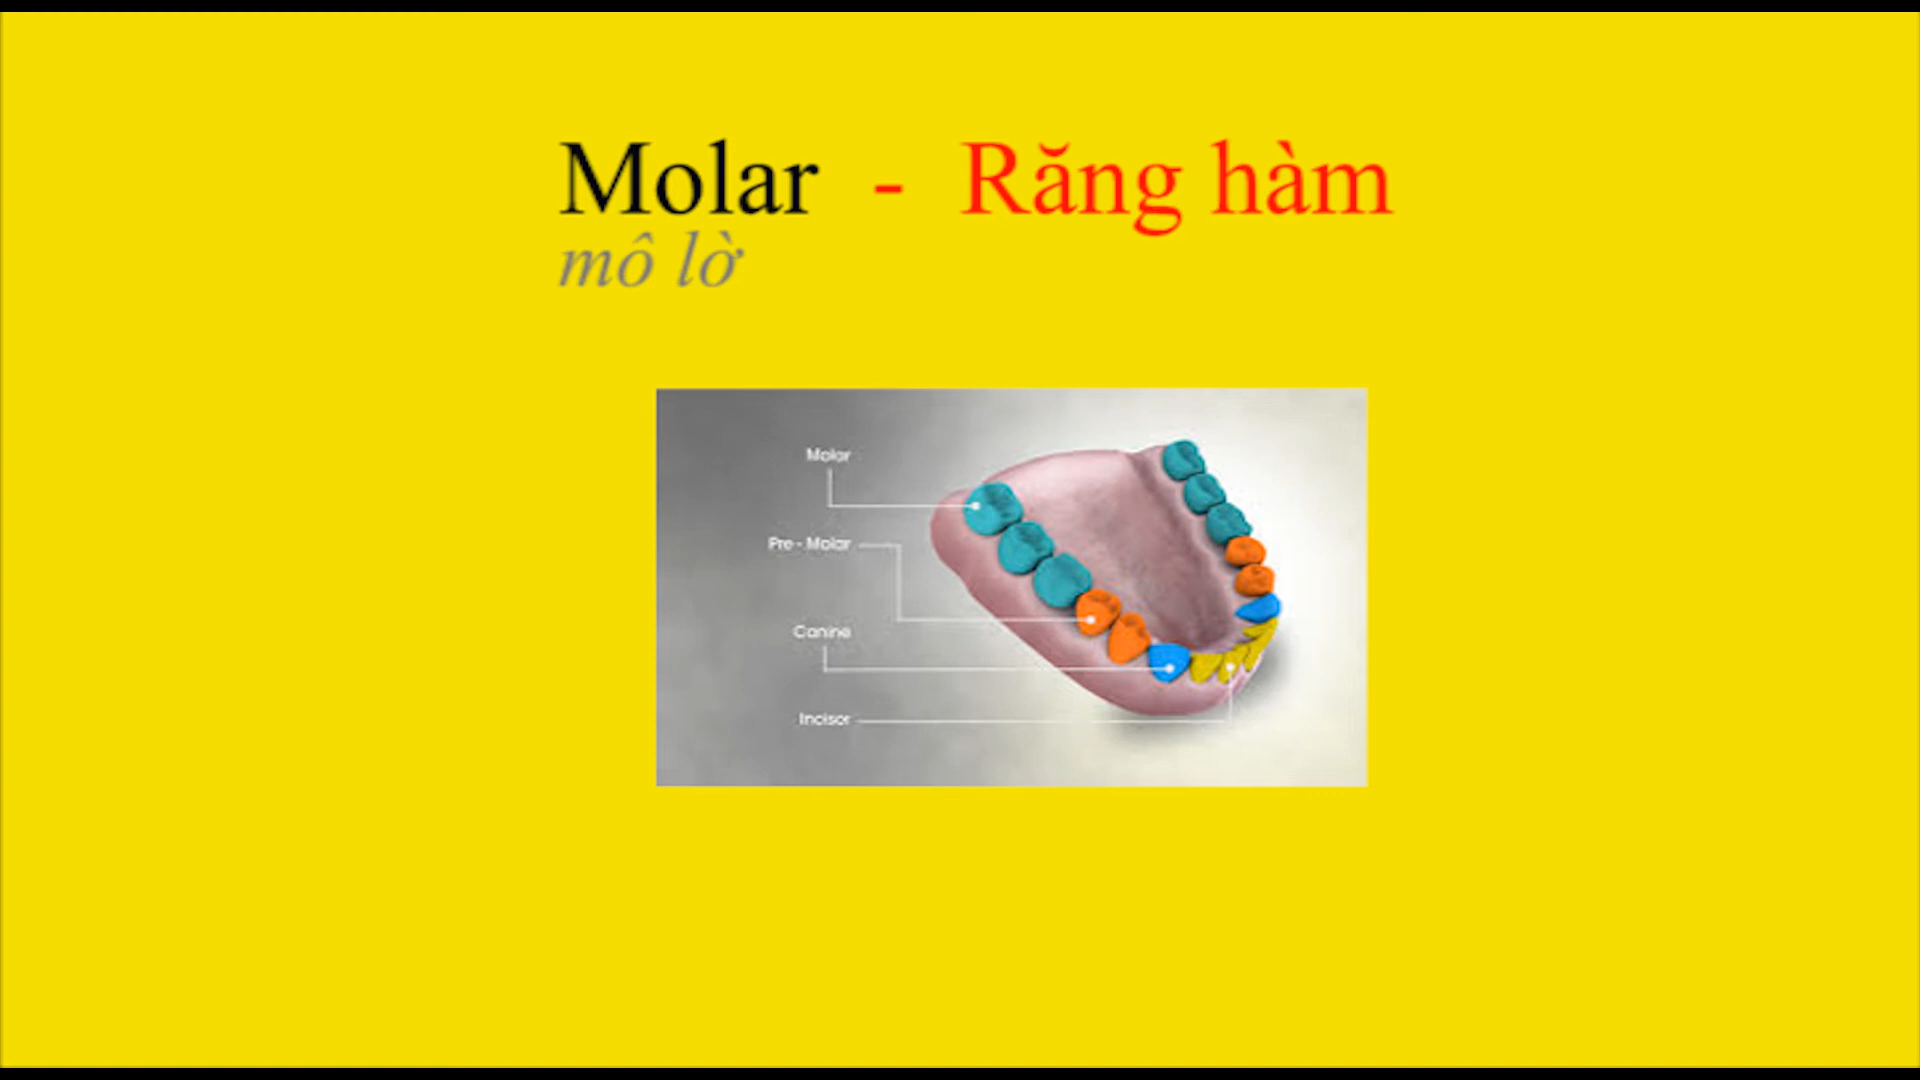 Molar - Răng hàm
mô lờ
Molar
Pre - Molar
Canine
Incisor